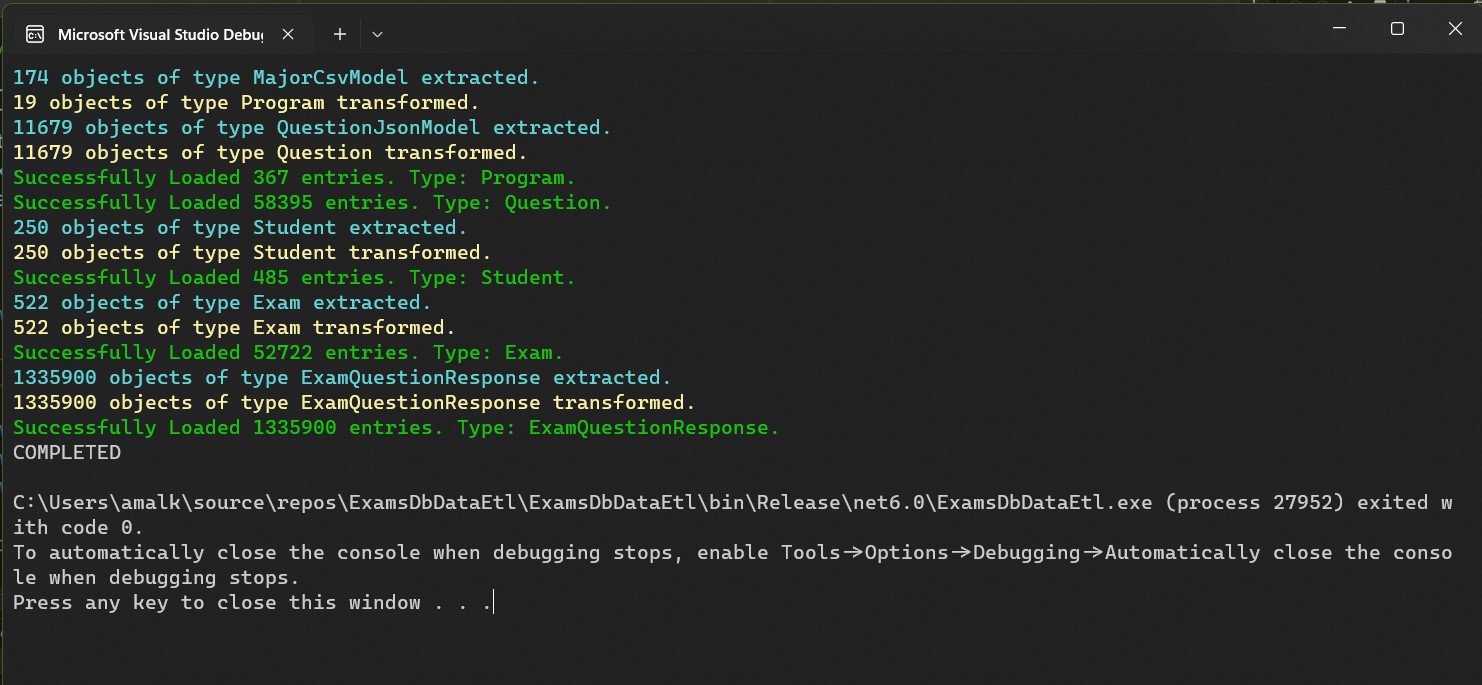 Microsoft Visual Studio Debug
174 objects of type MajorCsvModel extracted.
19 objects of type Program transformed.
11679 objects of type QuestionJsonModel extracted.
11679 objects of type Question transformed.
Successfully Loaded 367 entries. Type: Program.
Successfully Loaded 58395 entries. Type: Question.
250 objects of type Student extracted.
250 objects of type Student transformed.
Successfully Loaded 485 entries. Type: Student.
522 objects of type Exam extracted.
522 objects of type Exam transformed.
Successfully Loaded 52722 entries. Type: Exam.
1335900 objects of type ExamQuestionResponse extracted.
1335900 objects of type ExamQuestionResponse transformed.
Successfully Loaded 1335900 entries. Type: ExamQuestionResponse.
COMPLETED
C:\Users\amalk\source\repos\ExamsDbDataEtl\ExamsDbDataEtl\bin\Release\net6.0\ExamsDbDataEtl.exe (process 27952) exited w
ith code 0.
To automatically close the console when debugging stops, enable Tools->Options->Debugging->Automatically close the conso
le when debugging stops.
Press any key to close this window . . .